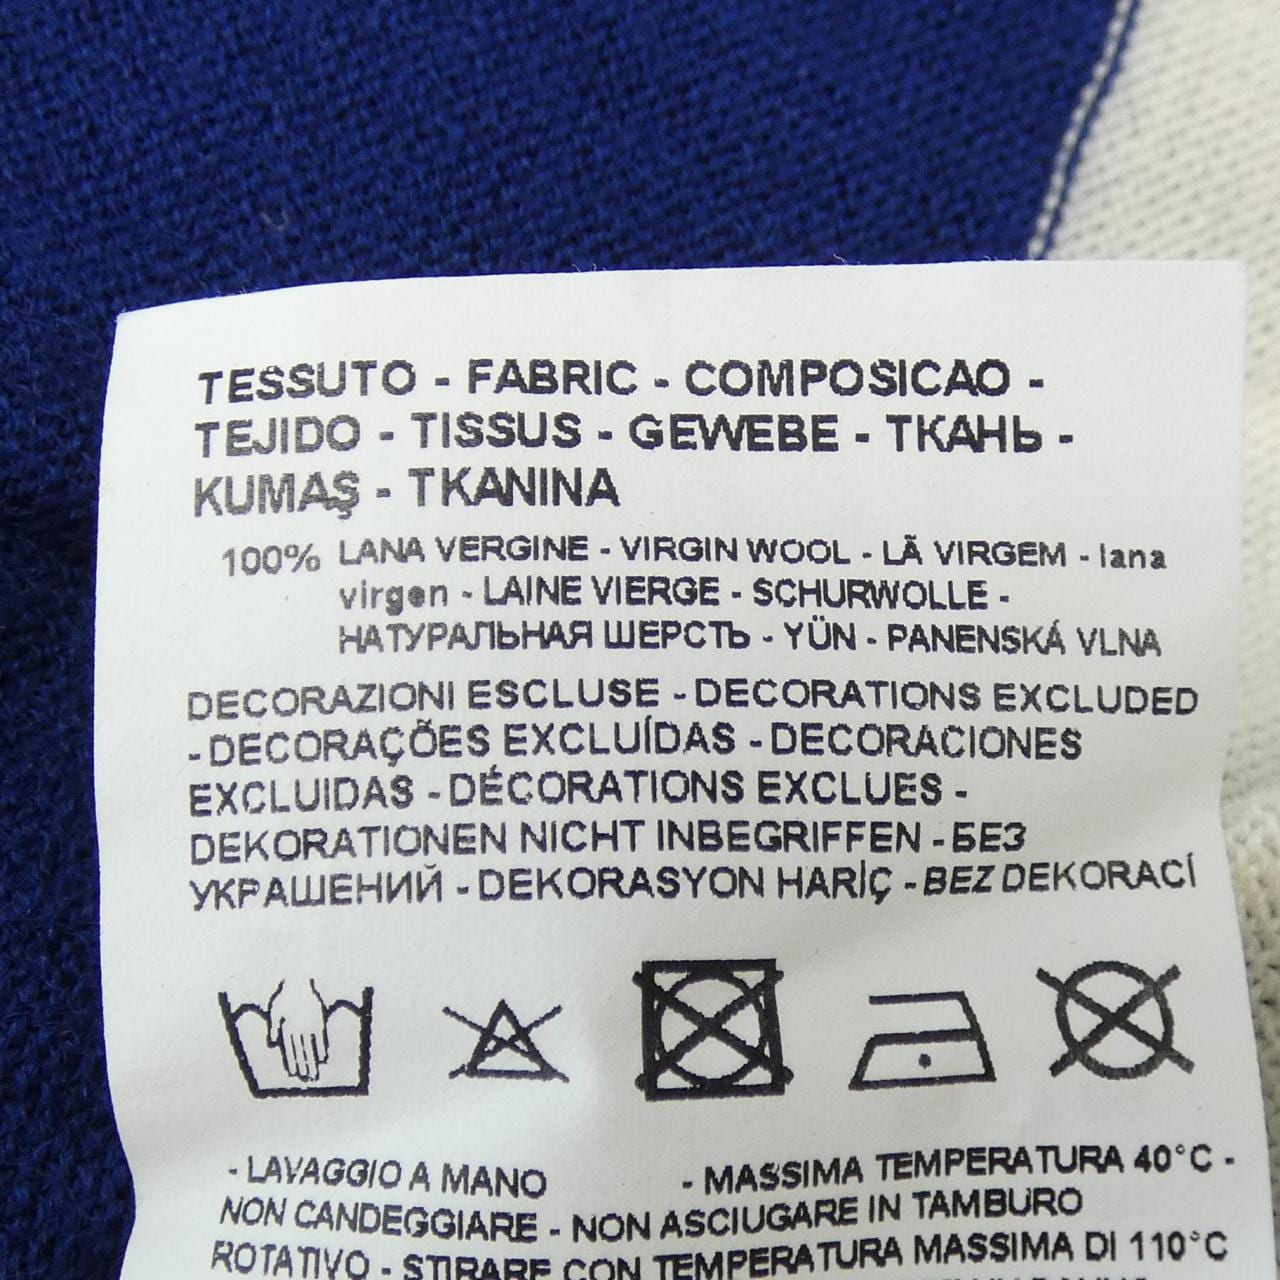 TESSUTO - FABRIC - COMPOSICAO -
TEJIDO - TISSUS - GEWEBE - ТКАНЬ -
KUMAŞ - TKANINA
100% LANA VERGINE - VIRGIN WOOL - LÃ VIRGEM - lana
virgen - LAINE VIERGE - SCHURWOLLE -
НАТУРАЛЬНАЯ ШЕРСТЬ - YÜN - PANENSKÁ VLNA
DECORAZIONI ESCLUSE - DECORATIONS EXCLUDED
- DECORAÇÕES EXCLUÍDAS - DECORACIONES
EXCLUIDAS - DÉCORATIONS EXCLUES -
DEKORATIONEN NICHT INBEGRIFFEN - БЕЗ
УКРАШЕНИЙ - DEKORASYON HARİÇ - BEZ DEKORACÍ
- LAVAGGIO A MANO - MASSIMA TEMPERATURA 40°C -
NON CANDEGGIARE - NON ASCIUGARE IN TAMBURO
ROTATIVO - STIRARE CON TEMPERATURA MASSIMA DI 110°C